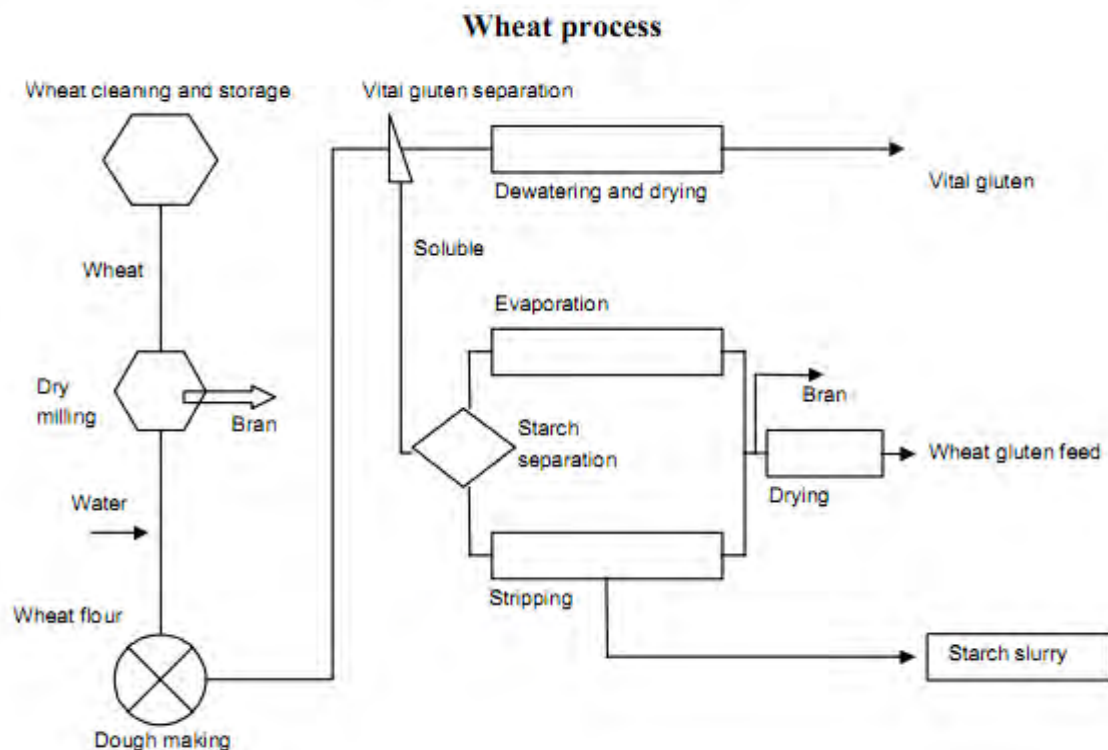 Wheat process
Wheat cleaning and storage
Vital gluten separation
Dewatering and drying
Vital gluten
Soluble
Wheat
Evaporation
Dry
milling
Bran
Bran
Starch
separation
Wheat gluten feed
Drying
Water
Stripping
Wheat flour
Starch slurry
Dough making